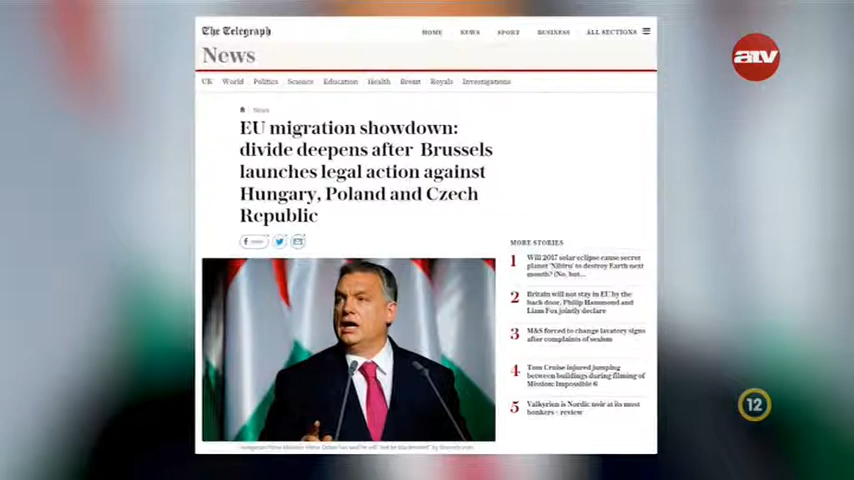 The Telegraph
HOME NEWS SPORT BUSINESS ALL SECTIONS
atv
News
UK World Politics Science Education Health Brexit Royals Investigations
News
EU migration showdown:
divide deepens after Brussels
launches legal action against
Hungary, Poland and Czech
Republic
MORE STORIES
1 Will 2017 solar eclipse cause secret
planet 'Nibiru' to destroy Earth next
month? (No, but...
2 Britain will not stay in EU by the
back door, Philip Hammond and
Liam Fox jointly declare
3 M&S forced to change lavatory signs
after complaints of sexism
4 Tom Cruise injured jumping
between buildings during filming of
Mission: Impossible 6
5 Valkyrien is Nordic noir at its most
bonkers - review
12